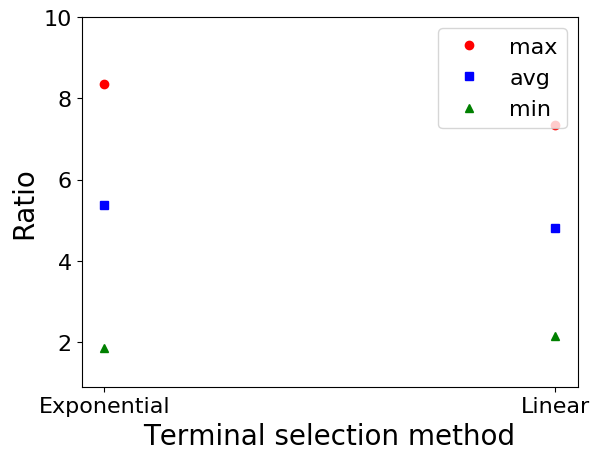 10
8
6
4
2
Ratio
max
avg
min
Exponential
Linear
Terminal selection method